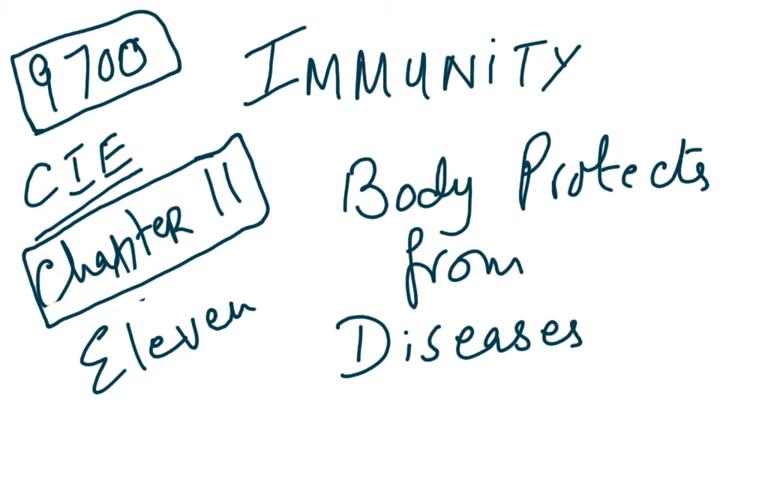 9700
IMMUNITY
CIE
Chapter 11
Eleven
Body Protects
from
Diseases